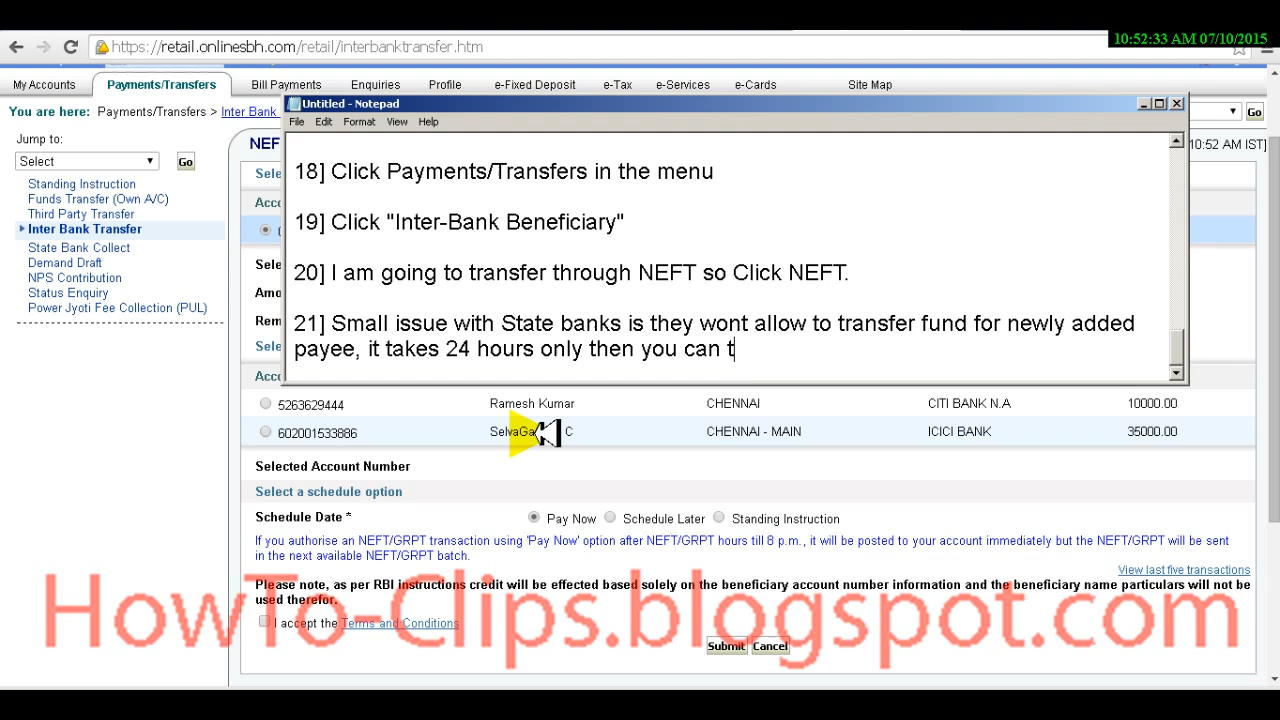 10:52:33 AM 07/10/2015
https://retail.onlinesbh.com/retail/interbanktransfer.htm
My Accounts Payments/Transfers Bill Payments Enquiries Profile e-Fixed Deposit e-Tax e-Services e-Cards Site Map
You are here: Payments/Transfers > Inter Bank
Go
Untitled - Notepad
File Edit Format View Help
Jump to:
Select Go
10:52 AM IST]
Standing Instruction
Funds Transfer (Own A/C)
Third Party Transfer
Inter Bank Transfer
State Bank Collect
Demand Draft
NPS Contribution
Status Enquiry
Power Jyoti Fee Collection (PUL)
18] Click Payments/Transfers in the menu
19] Click "Inter-Bank Beneficiary"
20] I am going to transfer through NEFT so Click NEFT.
21] Small issue with State banks is they wont allow to transfer fund for newly added
payee, it takes 24 hours only then you can t
5263629444 Ramesh Kumar CHENNAI CITI BANK N.A 10000.00
602001533886 C CHENNAI - MAIN ICICI BANK 35000.00
Selected Account Number
Select a schedule option
Schedule Date * Pay Now Schedule Later Standing Instruction
If you authorise an NEFT/GRPT transaction using 'Pay Now' option after NEFT/GRPT hours till 8 p.m., it will be posted to your account immediately but the NEFT/GRPT will be sent
in the next available NEFT/GRPT batch.
View last five transactions
Please note, as per RBI instructions credit will be effected based solely on the beneficiary account number information and the beneficiary name particulars will not be
used therefor.
I accept the Terms and Conditions
Submit Cancel
HowTo-Clips.blogspot.com